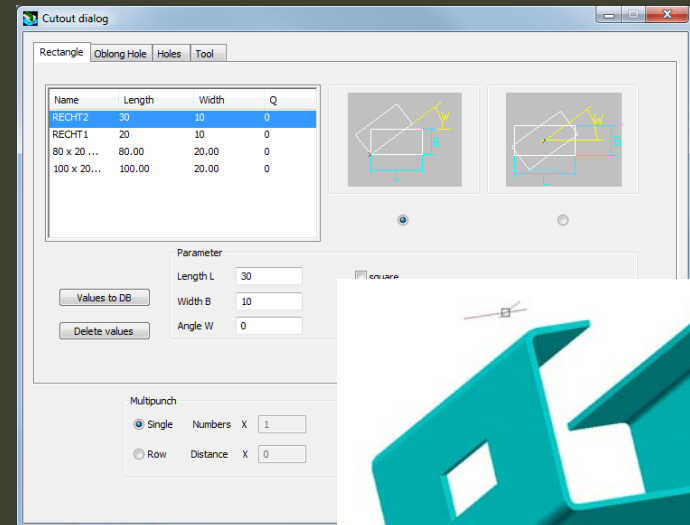 Cutout dialog
Rectangle Oblong Hole Holes Tool
Name Length Width Q
RECHT2 30 10 0
RECHT1 20 10 0
80 x 20 ... 80.00 20.00 0
100 x 20... 100.00 20.00 0
W B L
W B L
Parameter
Length L 30 square
Values to DB Width B 10
Delete values Angle W 0
Multipunch
Single Numbers X 1
Row Distance X 0